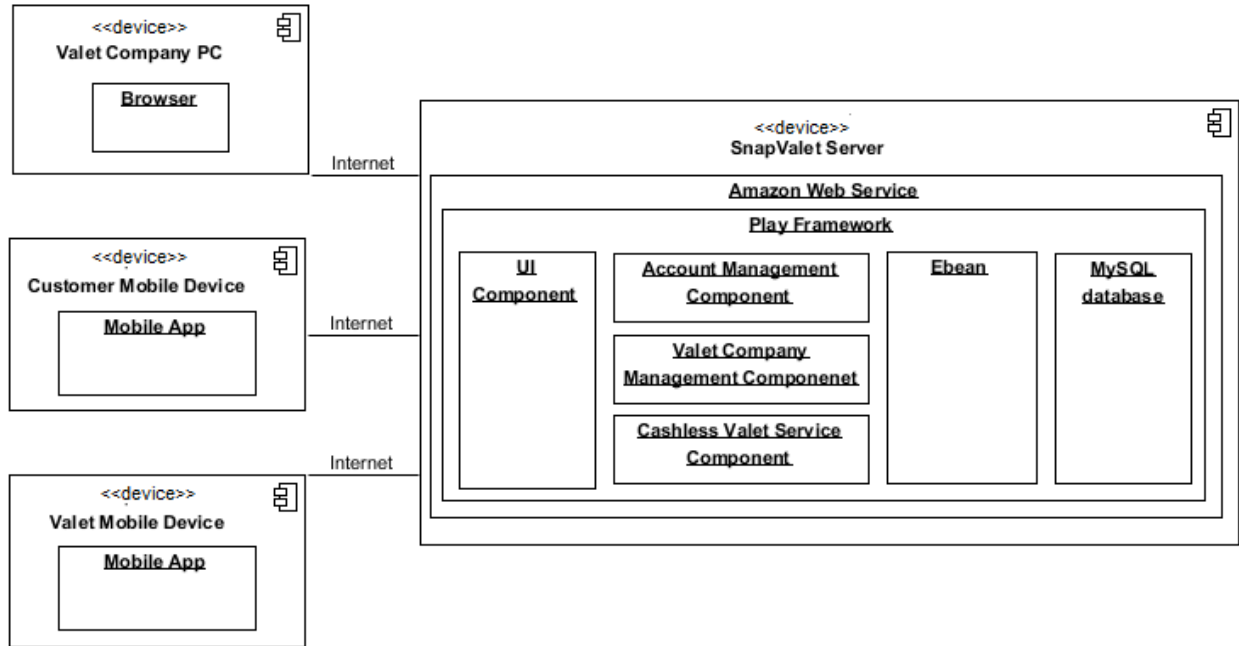 <<device>>
Valet Company PC
Browser
Internet
<<device>>
Customer Mobile Device
Mobile App
Internet
<<device>>
Valet Mobile Device
Mobile App
Internet
<<device>>
SnapValet Server
Amazon Web Service
Play Framework
UI
Component
Account Management
Component
Valet Company
Management Componenet
Cashless Valet Service
Component
Ebean
MySQL
database